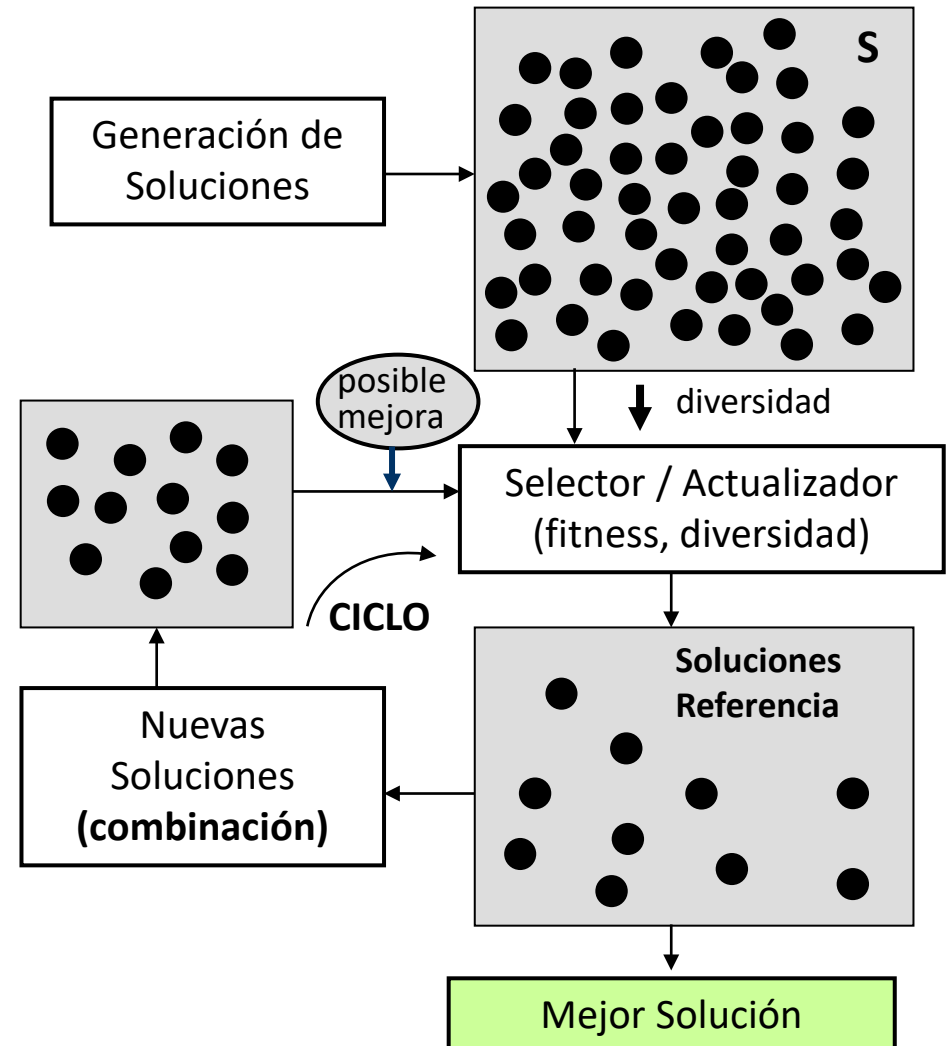 S
Generación de
Soluciones
posible
mejora
diversidad
Selector / Actualizador
(fitness, diversidad)
CICLO
Soluciones
Referencia
Nuevas
Soluciones
(combinación)
Mejor Solución